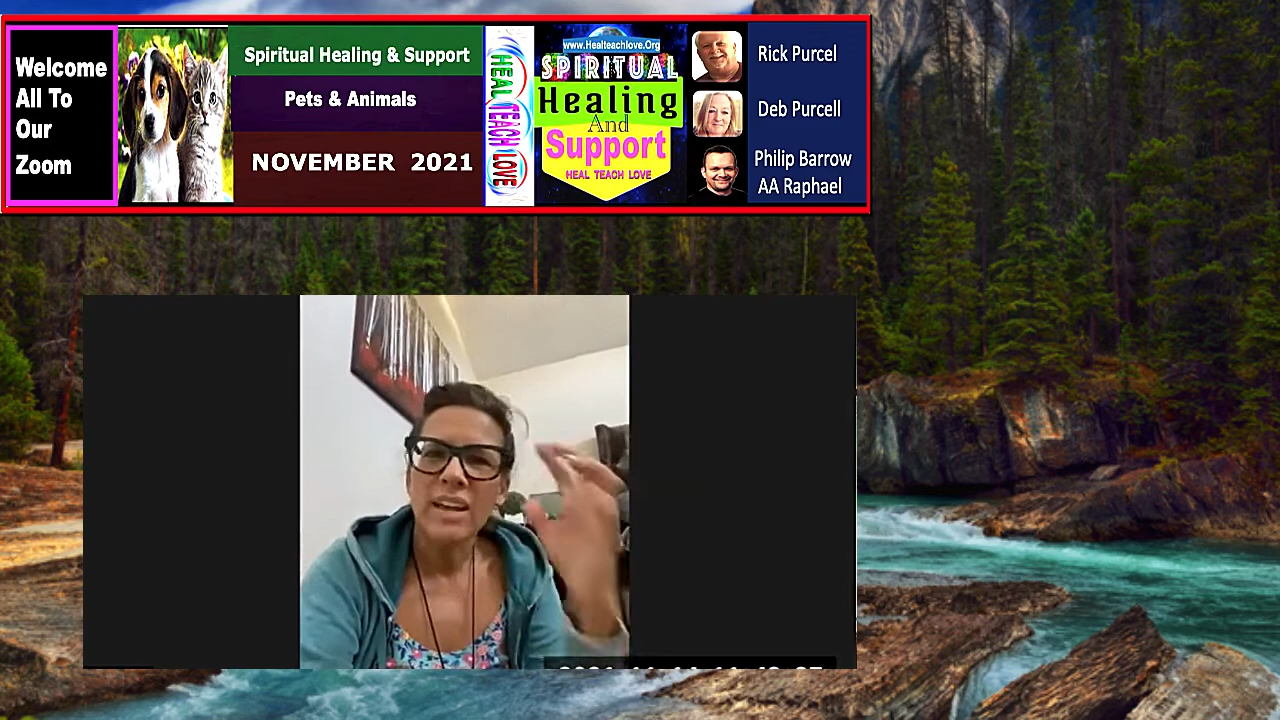 Welcome
All To
Our
Zoom
Spiritual Healing & Support
Pets & Animals
NOVEMBER 2021
HEAL TEACH LOVE
www.Healteachlove.Org
SPIRITUAL
Healing
And
Support
HEAL TEACH LOVE
Rick Purcel
Deb Purcell
Philip Barrow
AA Raphael